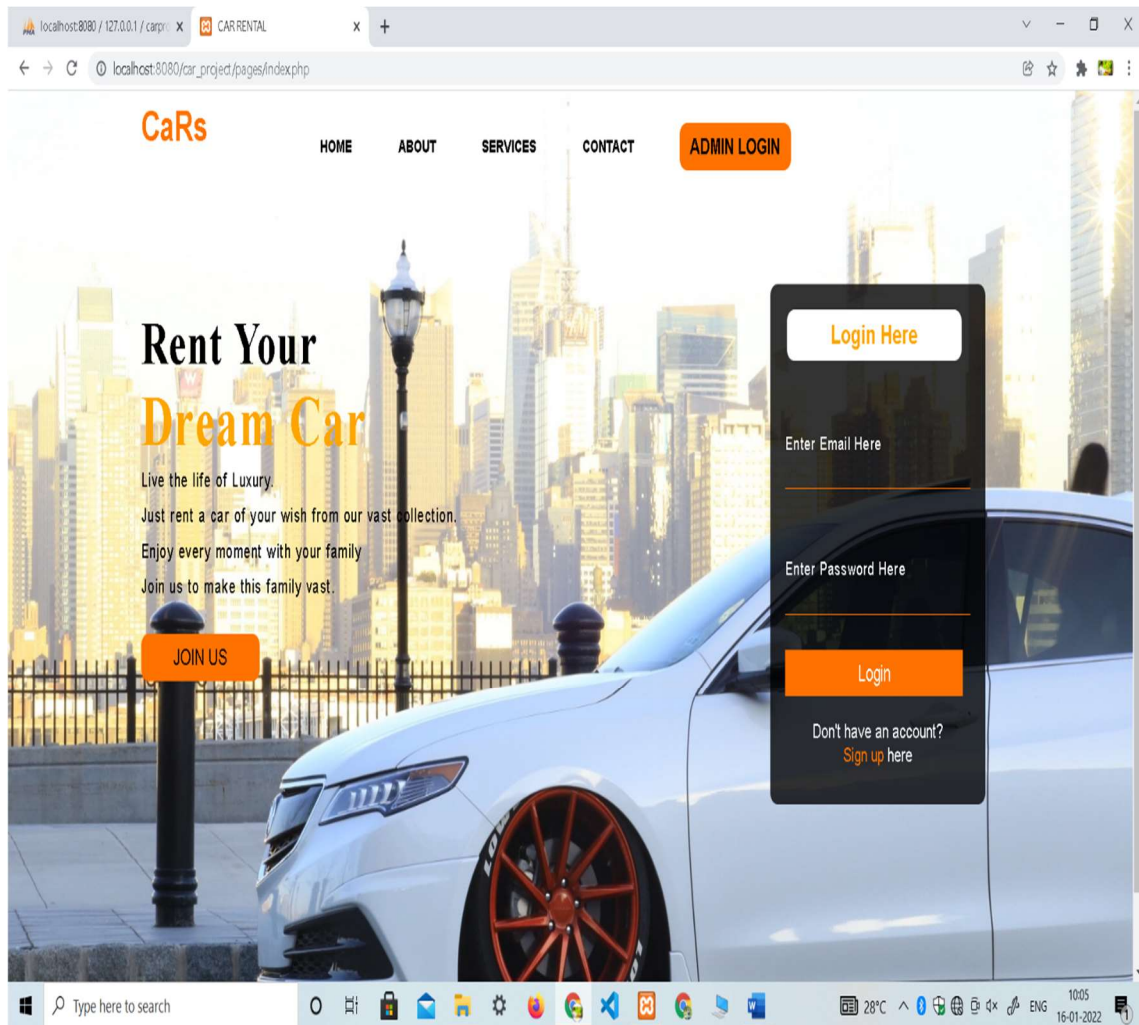 localhost:8080 / 127.0.0.1 / carpro
CAR RENTAL
localhost:8080/car_project/pages/index.php
CaRs
HOME ABOUT SERVICES CONTACT ADMIN LOGIN
Rent Your
Dream Car
Live the life of Luxury.
Just rent a car of your wish from our vast collection.
Enjoy every moment with your family
Join us to make this family vast.
JOIN US
Login Here
Enter Email Here
Enter Password Here
Login
Don't have an account?
Sign up here
Type here to search
28°C
ENG
10:05
16-01-2022
1